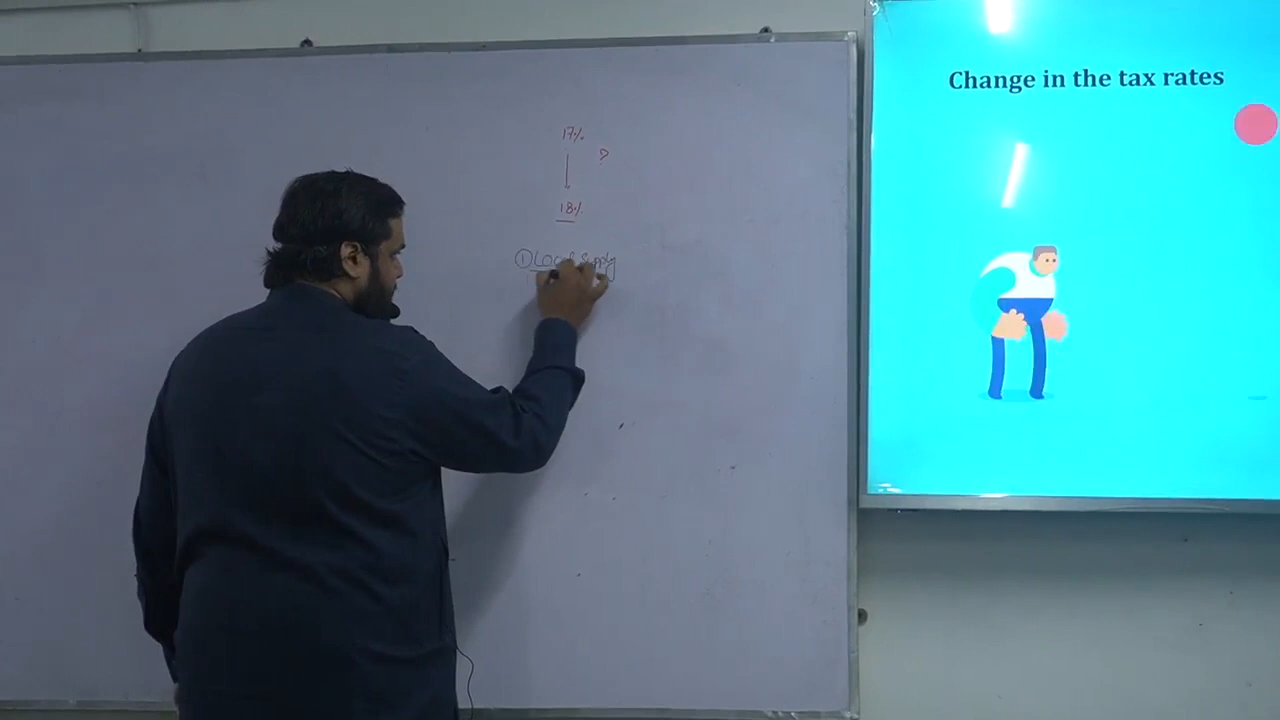 17%
?
18%
① Local Supply
Change in the tax rates